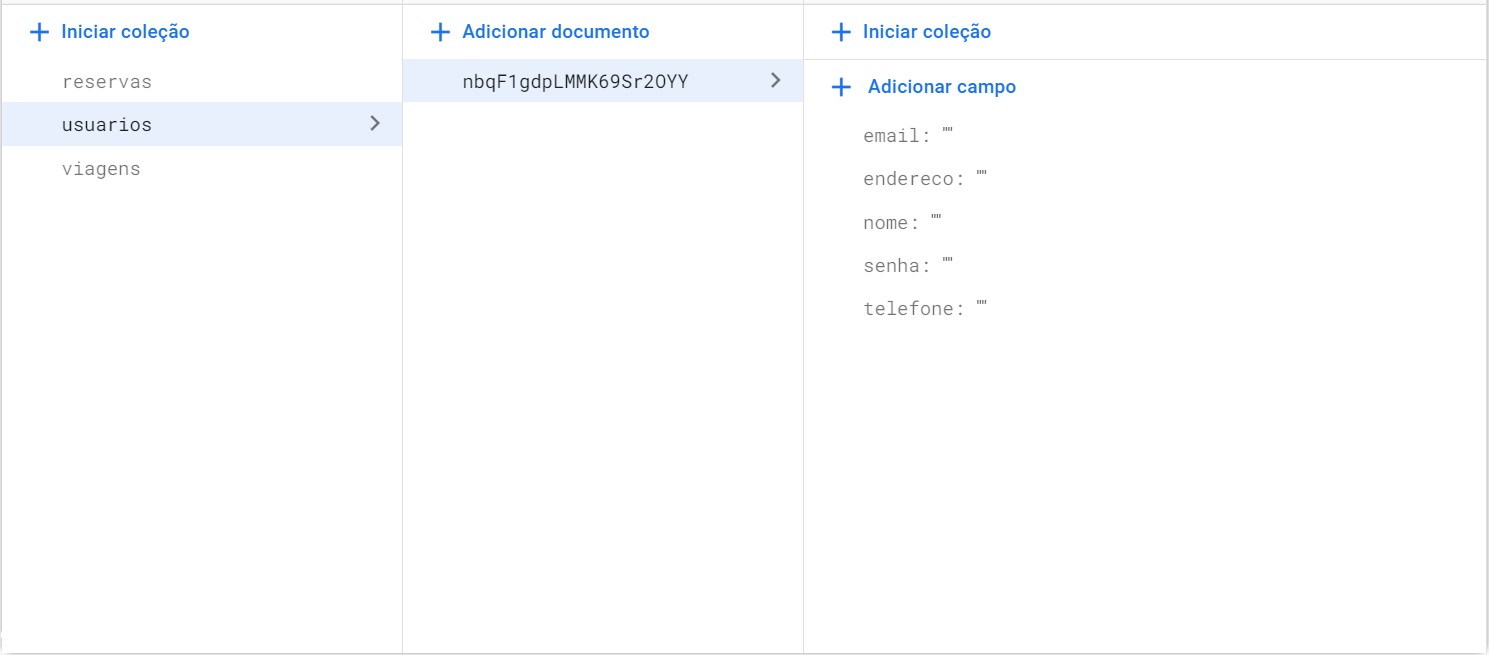 Iniciar coleção
reservas
usuarios
viagens
Adicionar documento
nbqF1gdpLMMK69Sr2OYY
Iniciar coleção
Adicionar campo
email: ""
endereco: ""
nome: ""
senha: ""
telefone: ""